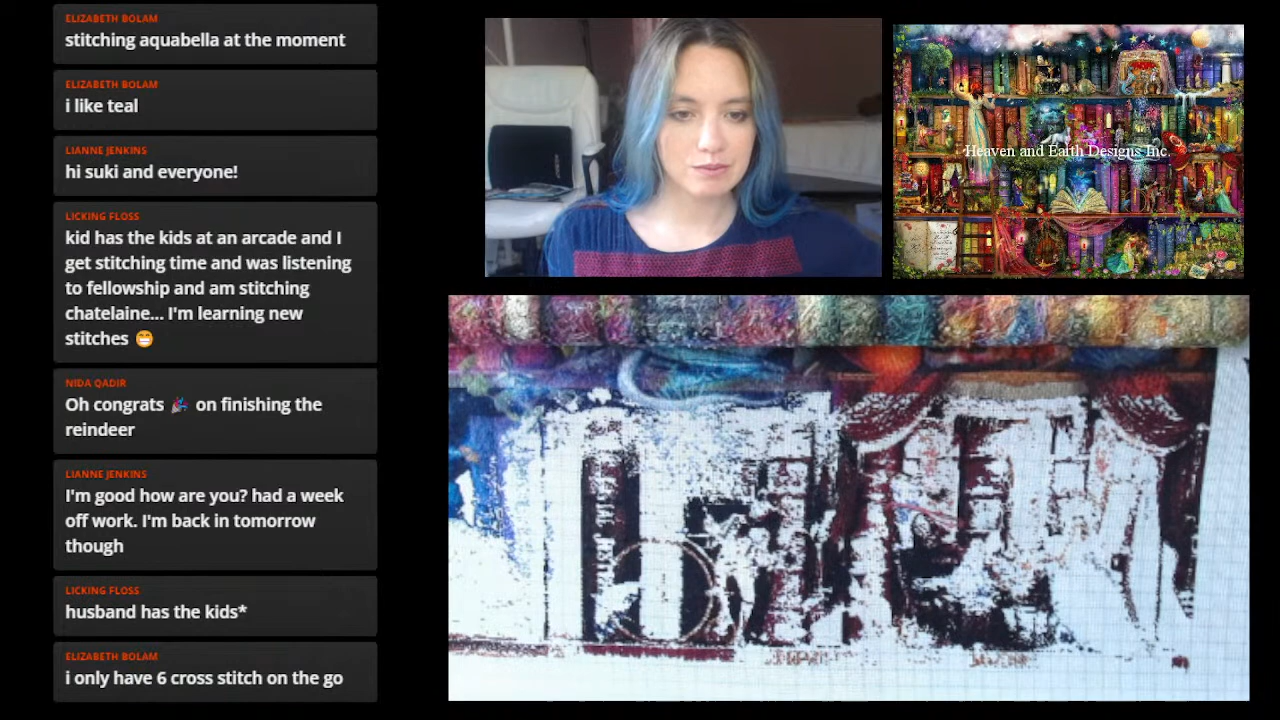 ELIZABETH BOLAM
stitching aquabella at the moment
ELIZABETH BOLAM
i like teal
LIANNE JENKINS
hi suki and everyone!
LICKING FLOSS
kid has the kids at an arcade and I
get stitching time and was listening
to fellowship and am stitching
chatelaine... I'm learning new
stitches 😁
NIDA QADIR
Oh congrats 🎉 on finishing the
reindeer
LIANNE JENKINS
I'm good how are you? had a week
off work. I'm back in tomorrow
though
LICKING FLOSS
husband has the kids*
ELIZABETH BOLAM
i only have 6 cross stitch on the go
Heaven and Earth Designs Inc.